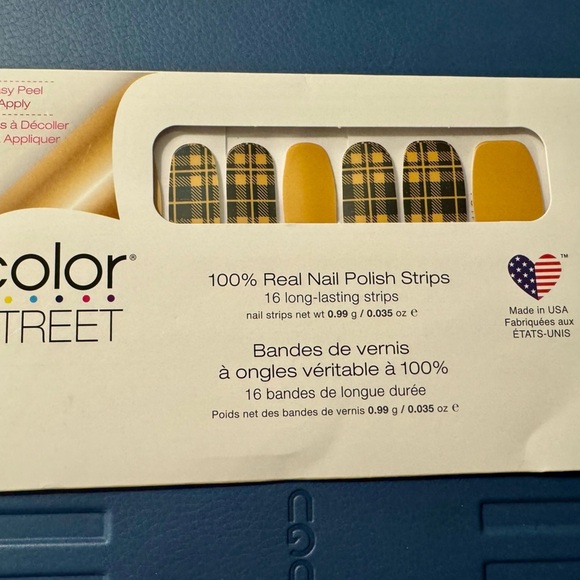 sy Peel
Apply
s à Décoller
Appliquer
color®
TREET
100% Real Nail Polish Strips
16 long-lasting strips
nail strips net wt 0.99 g / 0.035 oz ℮
Bandes de vernis
à ongles véritable à 100%
16 bandes de longue durée
Poids net des bandes de vernis 0.99 g / 0.035 oz ℮
™
Made in USA
Fabriquées aux
ÉTATS-UNIS